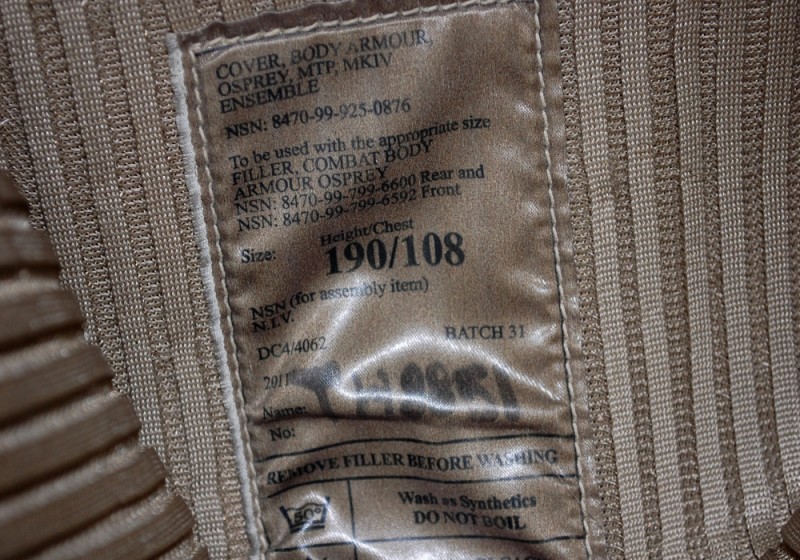 COVER, BODY ARMOUR,
OSPREY, MTP, MKIV
ENSEMBLE
NSN: 8470-99-925-0876
To be used with the appropriate size
FILLER, COMBAT BODY
ARMOUR OSPREY
NSN: 8470-99-799-6600 Rear and
NSN: 8470-99-799-6592 Front
Height/Chest
Size: 190/108
NSN (for assembly item)
N.I.V.
DC4/4062 BATCH 31
2011
Name:
No:
REMOVE FILLER BEFORE WASHING
50° Wash as Synthetics
DO NOT BOIL